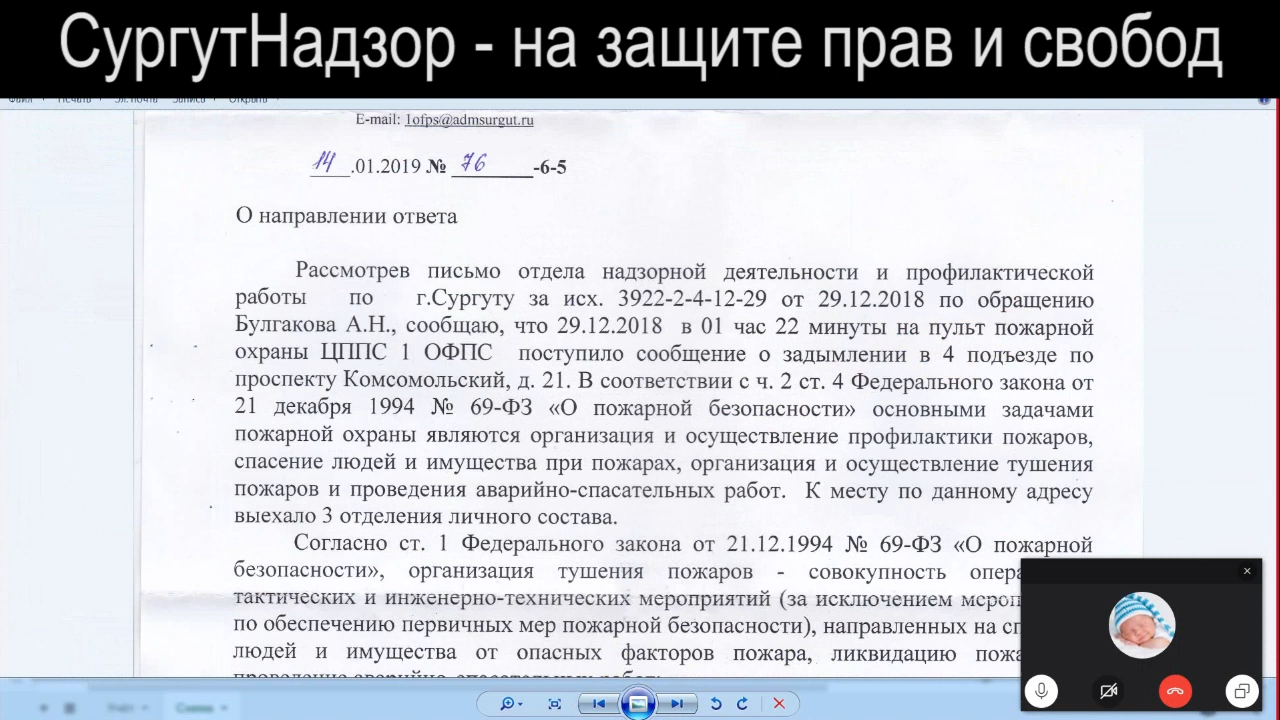 СургутНадзор - на защите прав и свобод
Файл Печать Эл. почта Запись Открыть
E-mail: 1ofps@admsurgut.ru
14.01.2019 № 76-6-5
О направлении ответа
Рассмотрев письмо отдела надзорной деятельности и профилактической
работы по г.Сургуту за исх. 3922-2-4-12-29 от 29.12.2018 по обращению
Булгакова А.Н., сообщаю, что 29.12.2018 в 01 час 22 минуты на пульт пожарной
охраны ЦППС 1 ОФПС поступило сообщение о задымлении в 4 подъезде по
проспекту Комсомольский, д. 21. В соответствии с ч. 2 ст. 4 Федерального закона от
21 декабря 1994 № 69-ФЗ «О пожарной безопасности» основными задачами
пожарной охраны являются организация и осуществление профилактики пожаров,
спасение людей и имущества при пожарах, организация и осуществление тушения
пожаров и проведения аварийно-спасательных работ. К месту по данному адресу
выехало 3 отделения личного состава.
Согласно ст. 1 Федерального закона от 21.12.1994 № 69-ФЗ «О пожарной
безопасности», организация тушения пожаров - совокупность
тактических и инженерно-технических мероприятий (за исключением
по обеспечению первичных мер пожарной безопасности), направленных на
людей и имущества от опасных факторов пожара, ликвидацию